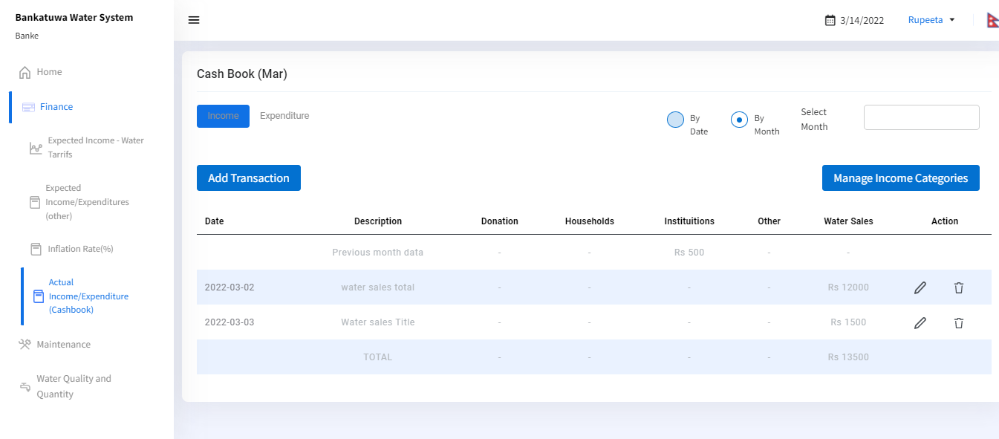 Bankatuwa Water System
Banke
3/14/2022 Rupeeta
Home
Finance
Expected Income - Water
Tarrifs
Expected
Income/Expenditures
(other)
Inflation Rate(%)
Actual
Income/Expenditure
(Cashbook)
Maintenance
Water Quality and
Quantity
Cash Book (Mar)
Income Expenditure
By
Date
By
Month
Select
Month
Add Transaction Manage Income Categories
Date Description Donation Households Instituitions Other Water Sales Action
Previous month data - - Rs 500 - -
2022-03-02 water sales total - - - - Rs 12000
2022-03-03 Water sales Title - - - - Rs 1500
TOTAL - - - - Rs 13500